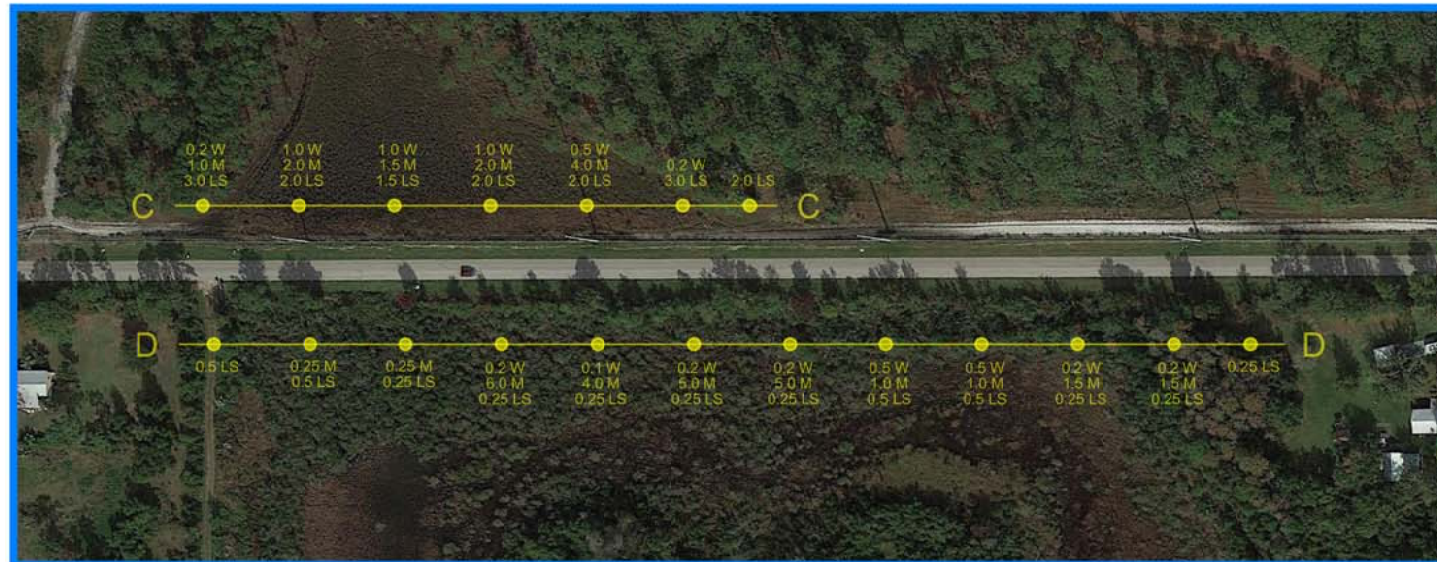 0.2 W
1.0 M
3.0 LS
1.0 W
2.0 M
2.0 LS
1.0 W
1.5 M
1.5 LS
1.0 W
2.0 M
2.0 LS
0.5 W
4.0 M
2.0 LS
0.2 W
3.0 LS
2.0 LS
C
C
D
D
0.5 LS
0.25 M
0.5 LS
0.25 M
0.25 LS
0.2 W
6.0 M
0.25 LS
0.1 W
4.0 M
0.25 LS
0.2 W
5.0 M
0.25 LS
0.2 W
5.0 M
0.25 LS
0.5 W
1.0 M
0.5 LS
0.5 W
1.0 M
0.5 LS
0.2 W
1.5 M
0.25 LS
0.2 W
1.5 M
0.25 LS
0.25 LS